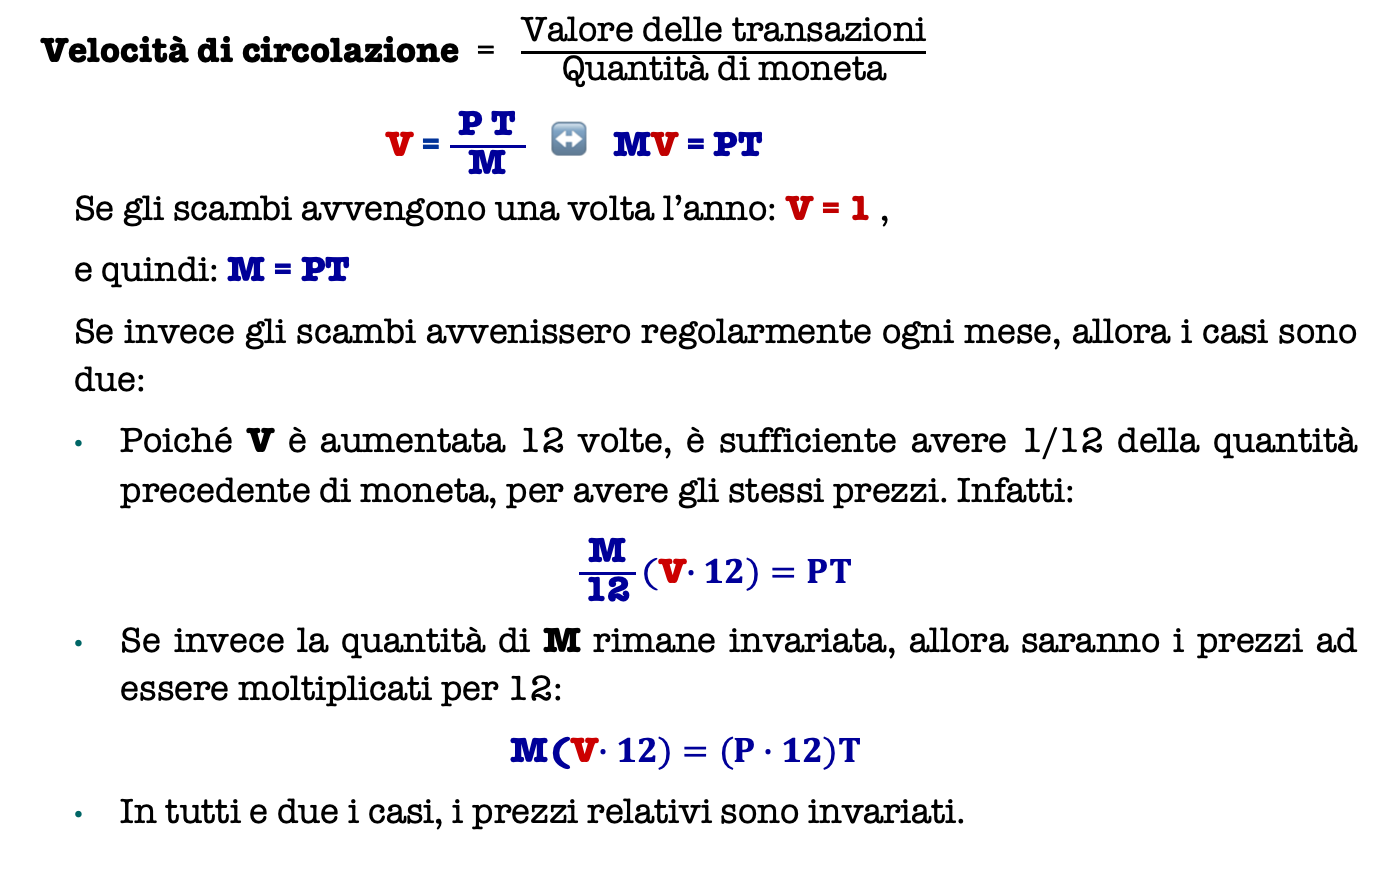 Velocità di circolazione = Valore delle transazioni
Quantità di moneta
V = P T ↔ MV = PT
M
Se gli scambi avvengono una volta l’anno: V = 1 ,
e quindi: M = PT
Se invece gli scambi avvenissero regolarmente ogni mese, allora i casi sono
due:
• Poiché V è aumentata 12 volte, è sufficiente avere 1/12 della quantità
precedente di moneta, per avere gli stessi prezzi. Infatti:
M
12 (V· 12) = PT
• Se invece la quantità di M rimane invariata, allora saranno i prezzi ad
essere moltiplicati per 12:
M(V· 12) = (P · 12)T
• In tutti e due i casi, i prezzi relativi sono invariati.